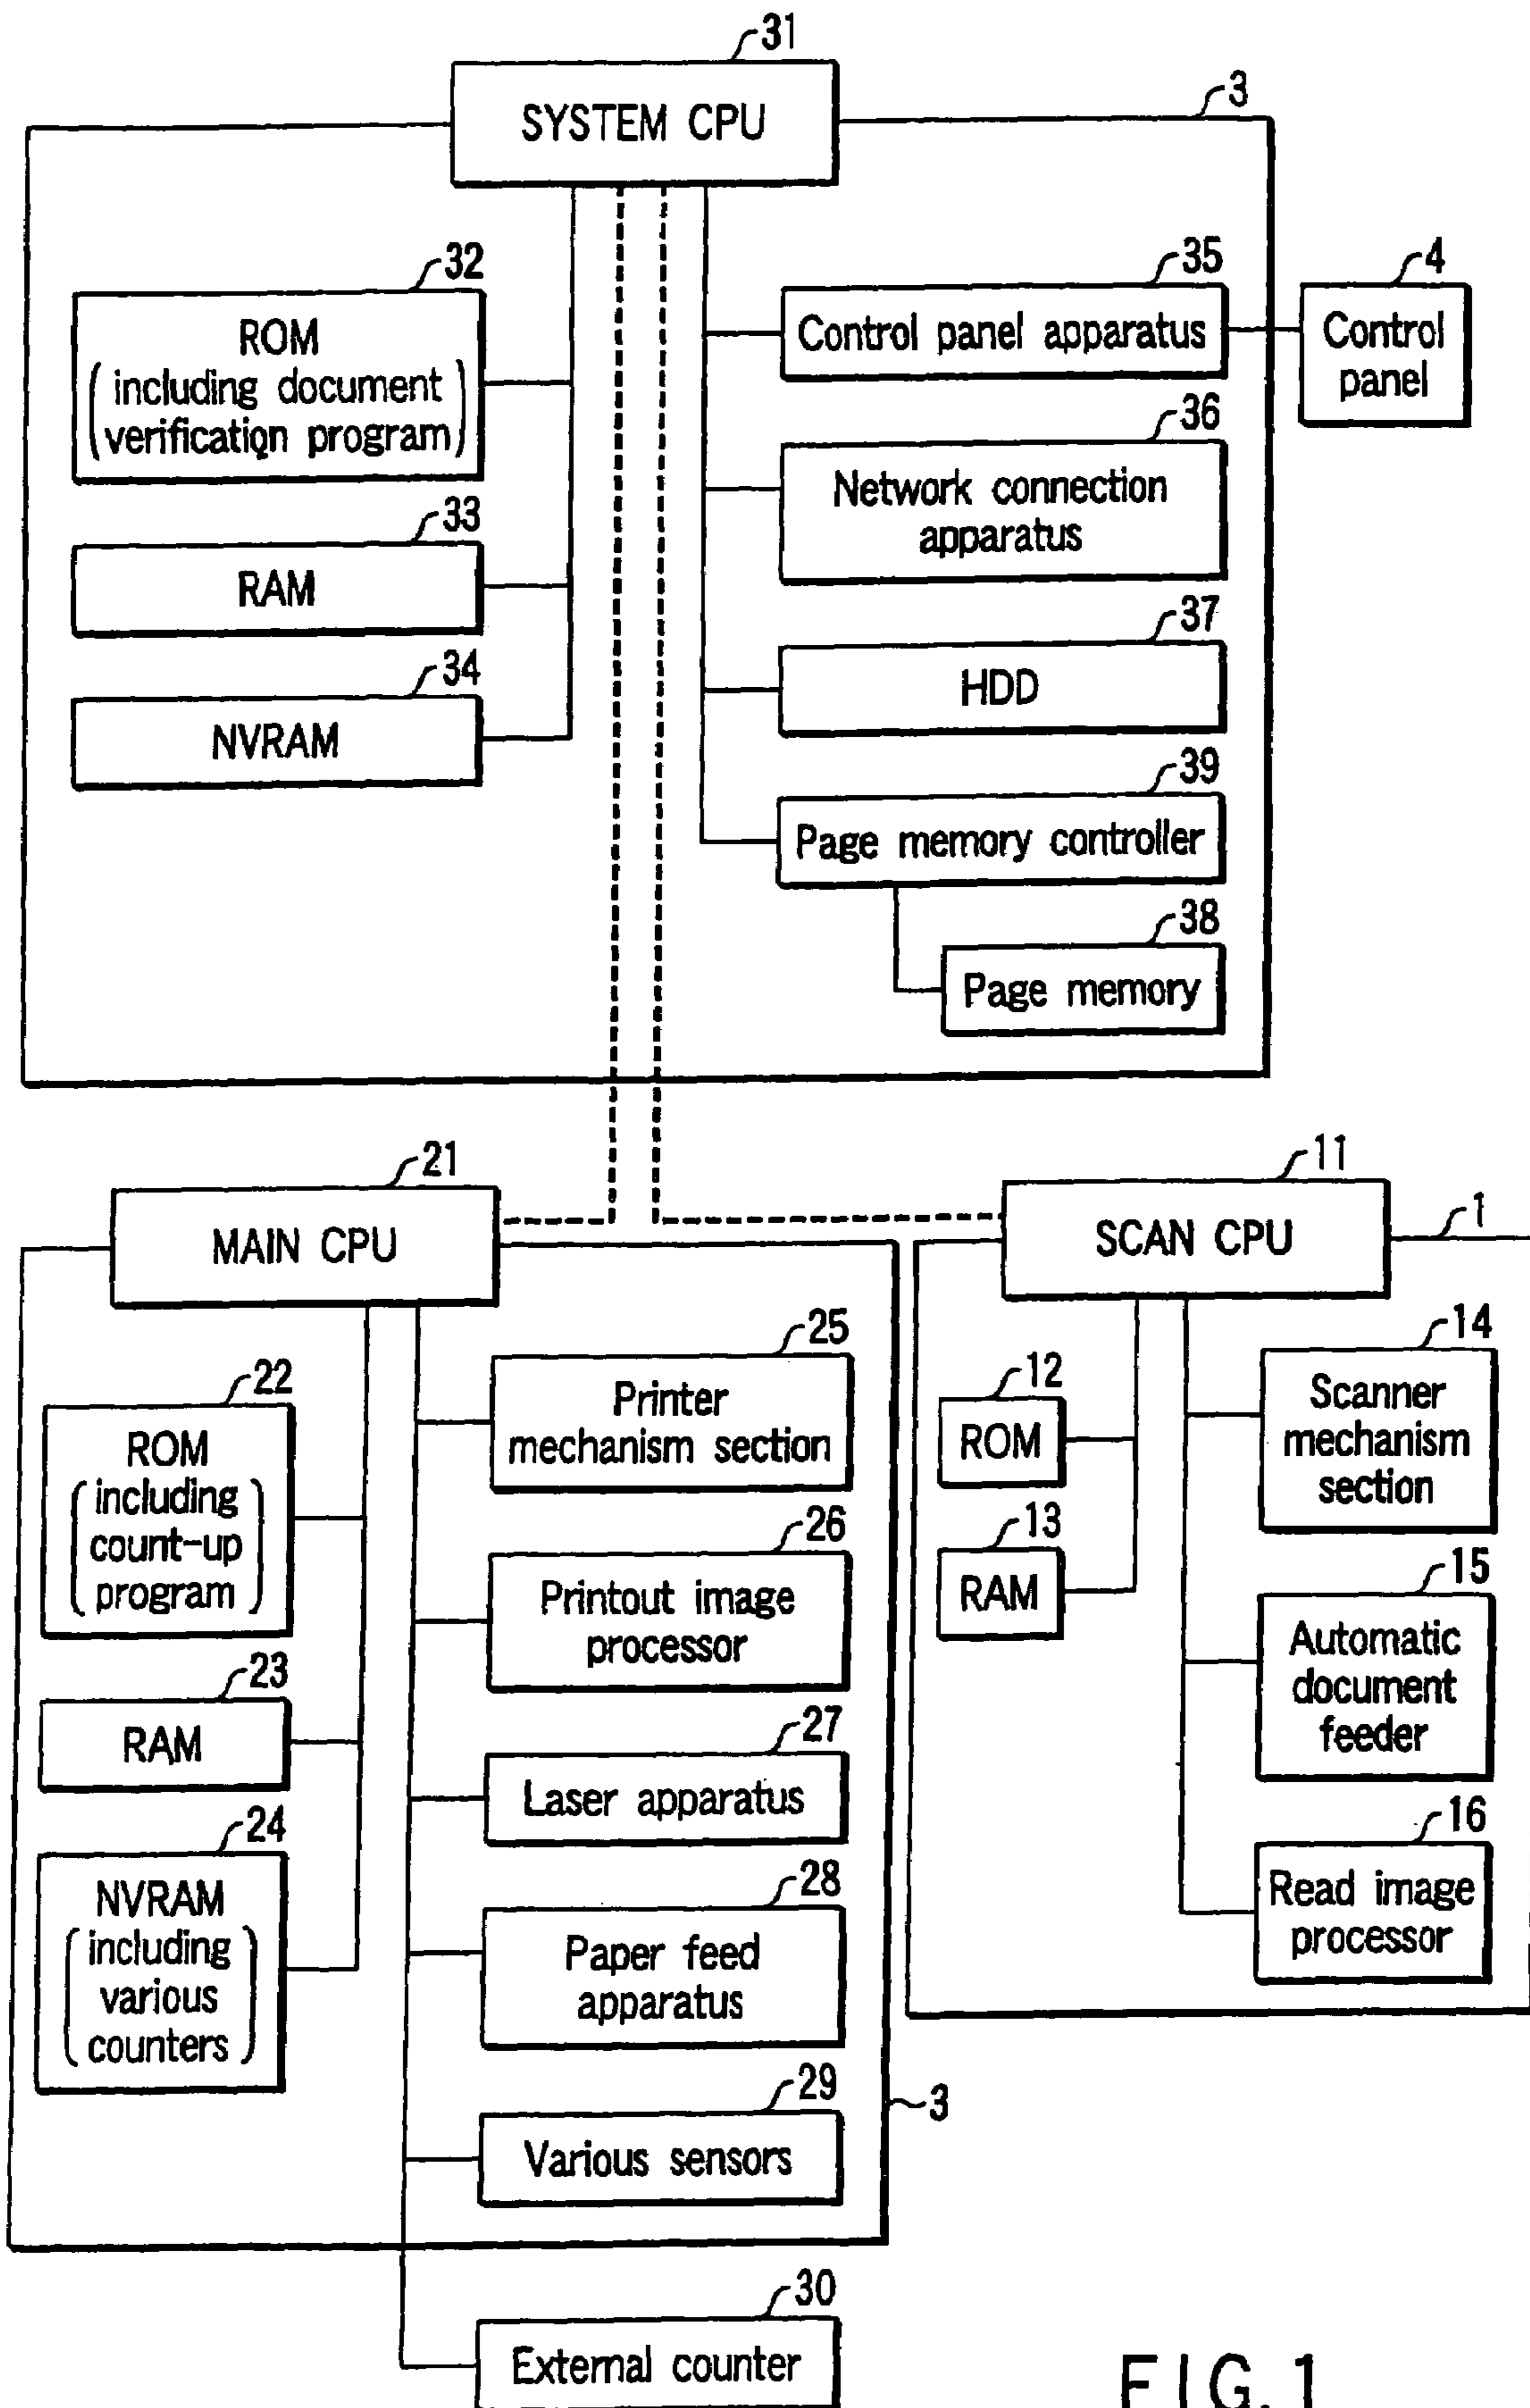 31
SYSTEM CPU
3
32
ROM
(including document
verification program)
33
RAM
34
NVRAM
35
Control panel apparatus
4
Control
panel
36
Network connection
apparatus
37
HDD
39
Page memory controller
38
Page memory
21
MAIN CPU
11
SCAN CPU
1
22
ROM
(including
count-up
program)
23
RAM
24
NVRAM
(including
various
counters)
25
Printer
mechanism section
26
Printout image
processor
27
Laser apparatus
28
Paper feed
apparatus
29
Various sensors
3
30
External counter
12
ROM
13
RAM
14
Scanner
mechanism
section
15
Automatic
document
feeder
16
Read image
processor
FIG. 1